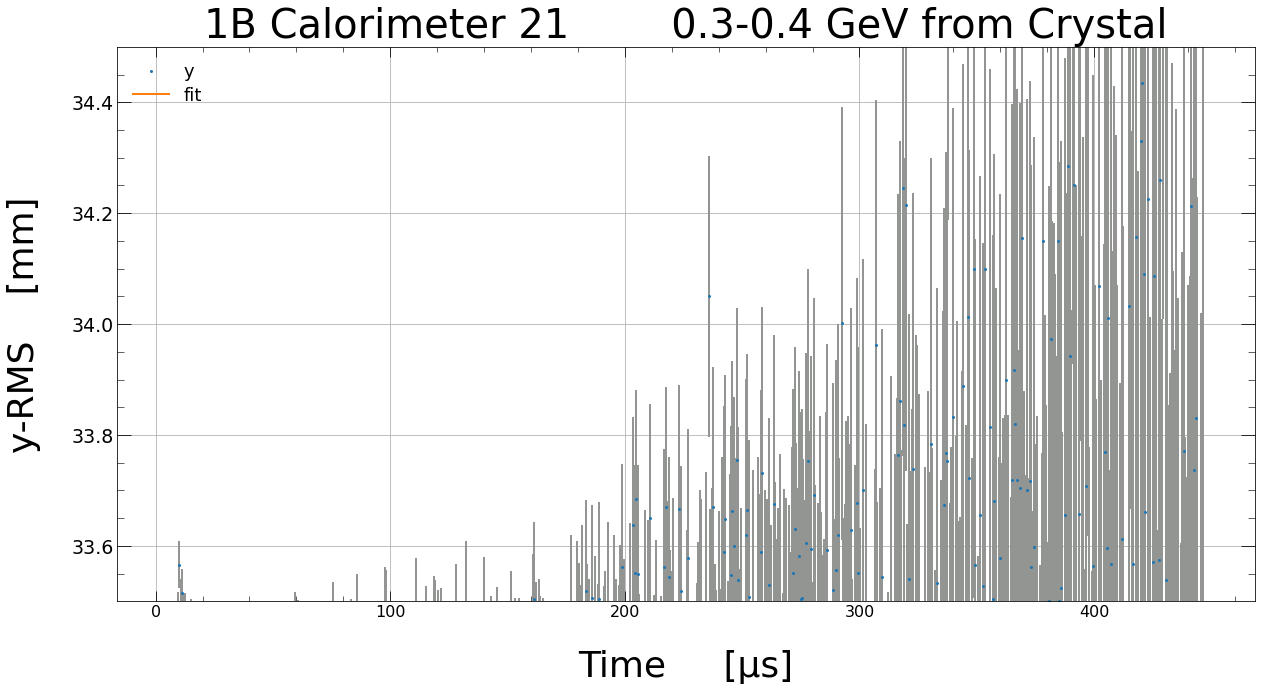 1B Calorimeter 21 0.3-0.4 GeV from Crystal
y
fit
34.4
34.2
34.0
33.8
33.6
y-RMS [mm]
0 100 200 300 400
Time [µs]